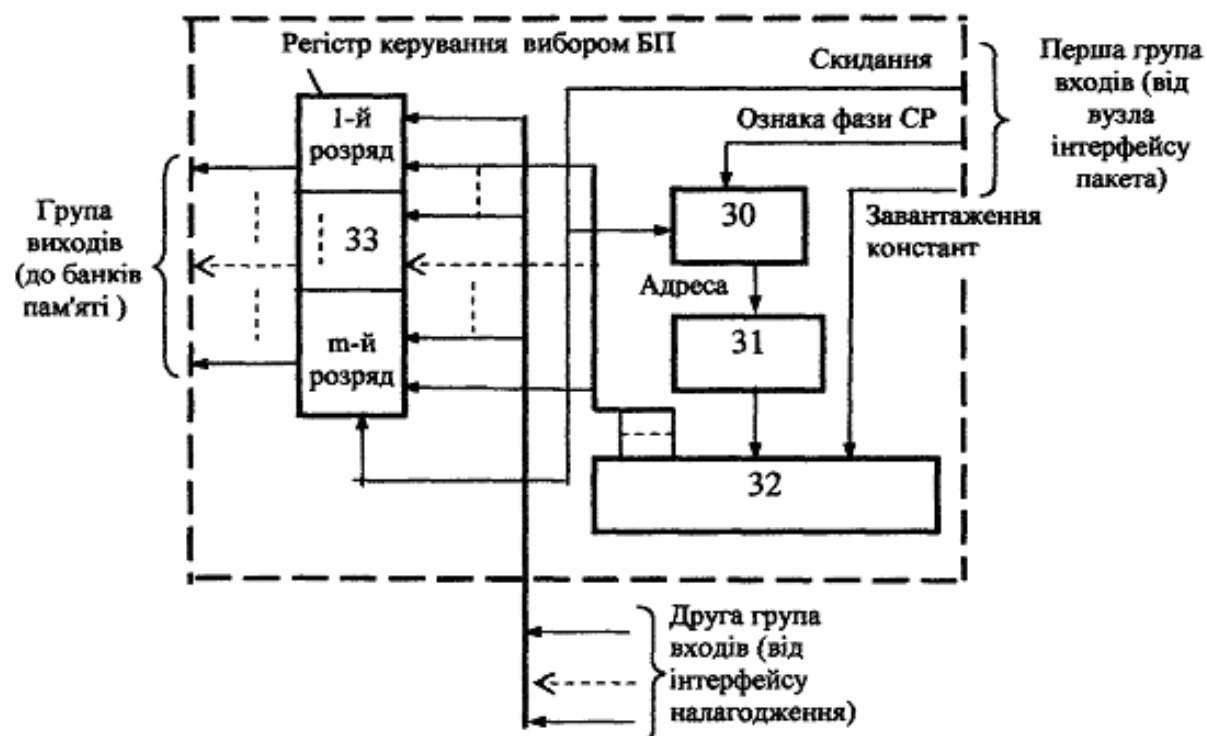 Регістр керування вибором БП
Скидання
Перша група
входів (від
вузла
інтерфейсу
пакета)
Ознака фази СР
1-й
розряд
30
Завантаження
констант
Група
виходів
(до банків
пам'яті )
33
Адреса
31
m-й
розряд
32
Друга група
входів (від
інтерфейсу
налагодження)